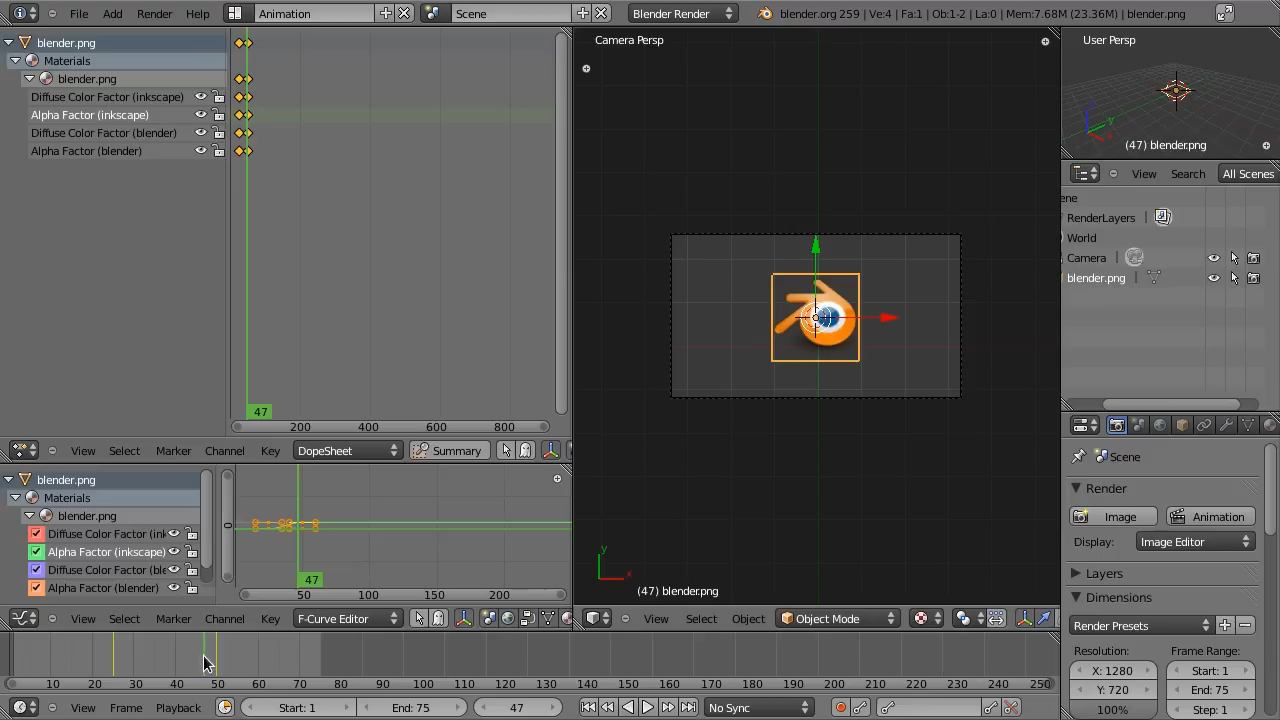 File Add Render Help Animation Scene Blender Render blender.org 259 | Ve:4 | Fa:1 | Ob:1-2 | La:0 | Mem:7.68M (23.36M) | blender.png
blender.png
Materials
blender.png
Diffuse Color Factor (inkscape)
Alpha Factor (inkscape)
Diffuse Color Factor (blender)
Alpha Factor (blender)
47
200 400 600 800
View Select Marker Channel Key DopeSheet Summary
blender.png
Materials
blender.png
Diffuse Color Factor (ink
Alpha Factor (inkscape)
Diffuse Color Factor (ble
Alpha Factor (blender)
0
47
50 100 150 200
View Select Marker Channel Key F-Curve Editor
Camera Persp
y
x
(47) blender.png
View Select Object Object Mode
User Persp
y
(47) blender.png
View Search All Scenes
ene
RenderLayers
World
Camera
blender.png
Scene
Render
Image Animation
Display: Image Editor
Layers
Dimensions
Render Presets
Resolution: Frame Range:
X: 1280 Start: 1
Y: 720 End: 75
100% Step: 1
10 20 30 40 50 60 70 80 90 100 110 120 130 140 150 160 170 180 190 200 210 220 230 240 250
View Frame Playback Start: 1 End: 75 47 No Sync